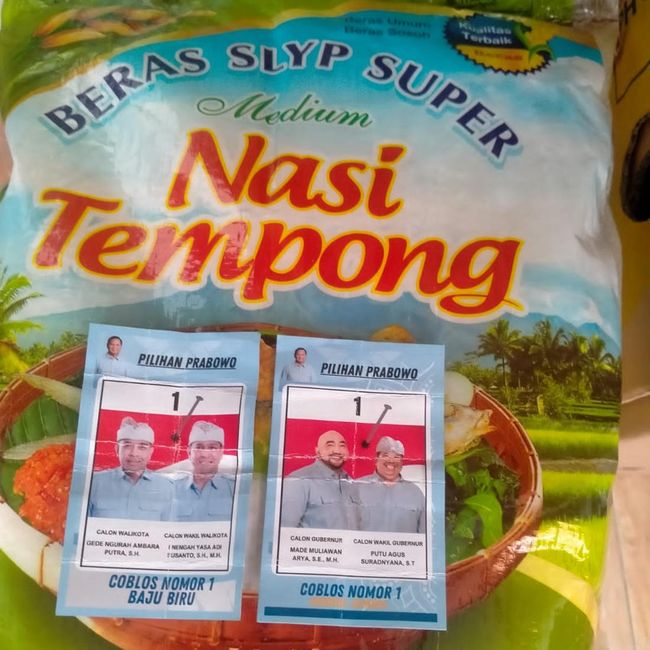 Beras Umum
Beras Sosoh
Kualitas
Terbaik
BERAS SLYP SUPER
Medium
Nasi
Tempong
PILIHAN PRABOWO
1
CALON WALIKOTA
GEDE NGURAH AMBARA
PUTRA, S.H.
CALON WAKIL WALIKOTA
I NENGAH YASA ADI
SUSANTO, S.H., M.H.
COBLOS NOMOR 1
BAJU BIRU
PILIHAN PRABOWO
1
CALON GUBERNUR
MADE MULIAWAN
ARYA, S.E., M.H.
CALON WAKIL GUBERNUR
PUTU AGUS
SURADNYANA, S.T
COBLOS NOMOR 1